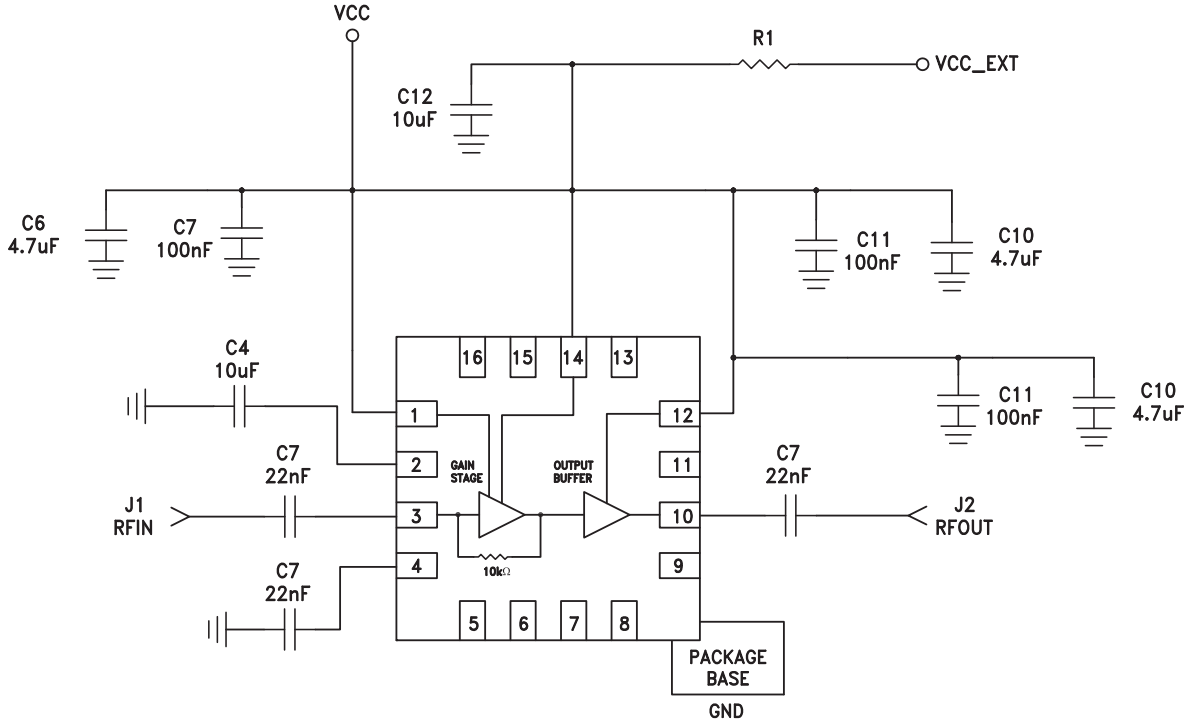 VCC
R1
VCC_EXT
C12
10uF
C6
4.7uF
C7
100nF
C11
100nF
C10
4.7uF
C4
10uF
16
15
14
13
1
12
C11
100nF
C10
4.7uF
2
GAIN
STAGE
OUTPUT
BUFFER
11
C7
22nF
C7
22nF
J1
RFIN
3
10
J2
RFOUT
10kΩ
4
9
C7
22nF
5
6
7
8
PACKAGE
BASE
GND